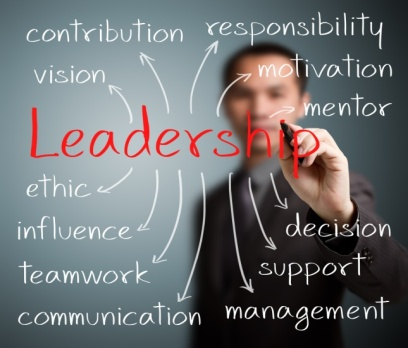 contribution
responsibility
vision
motivation
mentor
Leadership
ethic
influence
decision
teamwork
support
communication
management